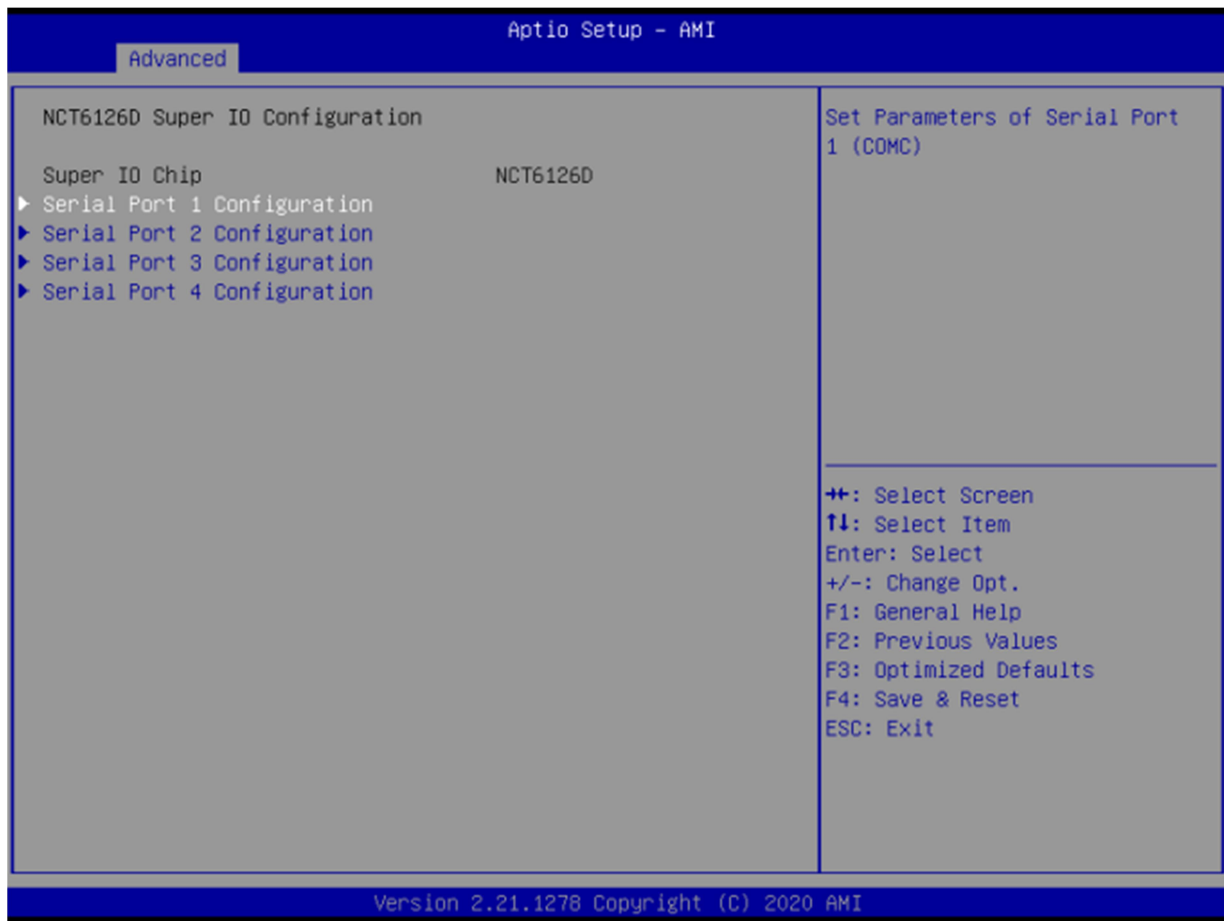 Aptio Setup – AMI
Advanced
NCT6126D Super IO Configuration
Super IO Chip NCT6126D
Serial Port 1 Configuration
Serial Port 2 Configuration
Serial Port 3 Configuration
Serial Port 4 Configuration
Set Parameters of Serial Port
1 (COMC)
→←: Select Screen
↑↓: Select Item
Enter: Select
+/-: Change Opt.
F1: General Help
F2: Previous Values
F3: Optimized Defaults
F4: Save & Reset
ESC: Exit
Version 2.21.1278 Copyright (C) 2020 AMI